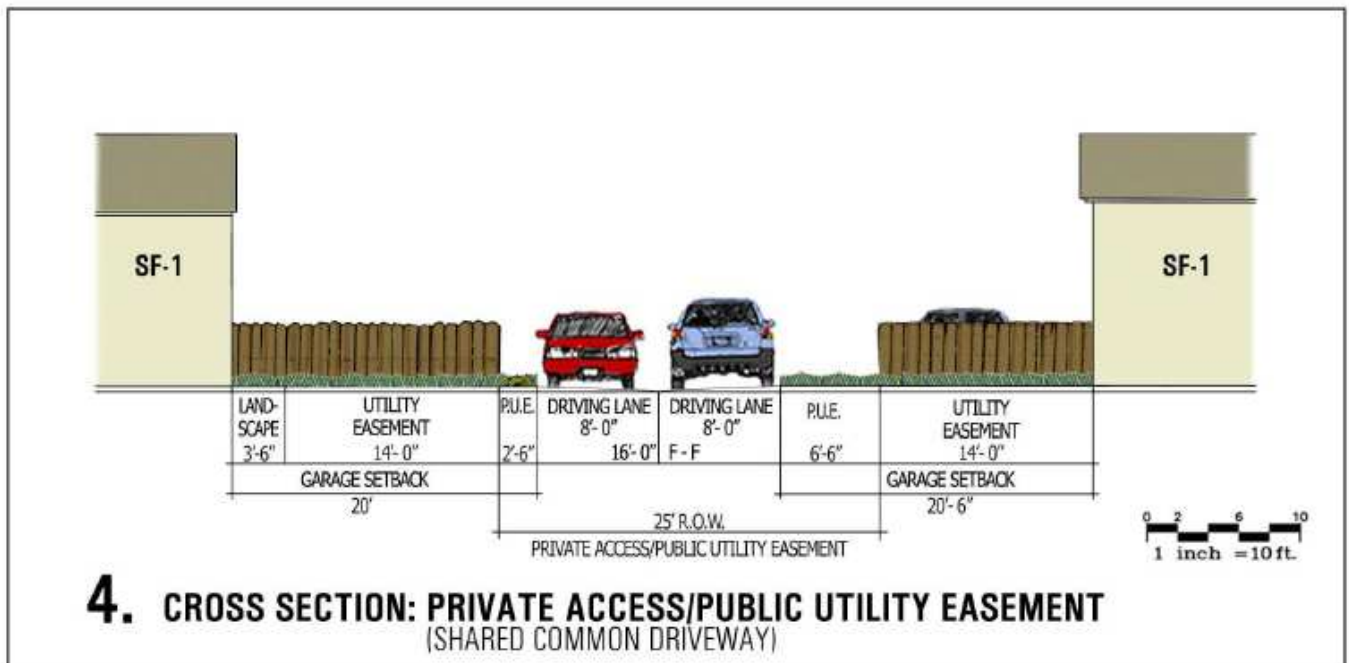 SF-1
SF-1
LAND-
SCAPE
3'-6"
UTILITY
EASEMENT
14'- 0"
P.U.E.
2'-6"
DRIVING LANE
8'- 0"
DRIVING LANE
8'- 0"
16'- 0" F - F
P.U.E.
6'-6"
UTILITY
EASEMENT
14'- 0"
GARAGE SETBACK
20'
GARAGE SETBACK
20'- 6"
25' R.O.W.
PRIVATE ACCESS/PUBLIC UTILITY EASEMENT
0 2 6 10
1 inch =10 ft.
4. CROSS SECTION: PRIVATE ACCESS/PUBLIC UTILITY EASEMENT
(SHARED COMMON DRIVEWAY)